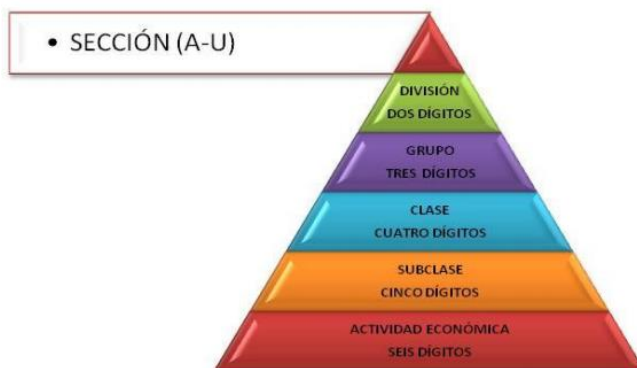 • SECCIÓN (A-U)
DIVISIÓN
DOS DÍGITOS
GRUPO
TRES DÍGITOS
CLASE
CUATRO DÍGITOS
SUBCLASE
CINCO DÍGITOS
ACTIVIDAD ECONÓMICA
SEIS DÍGITOS